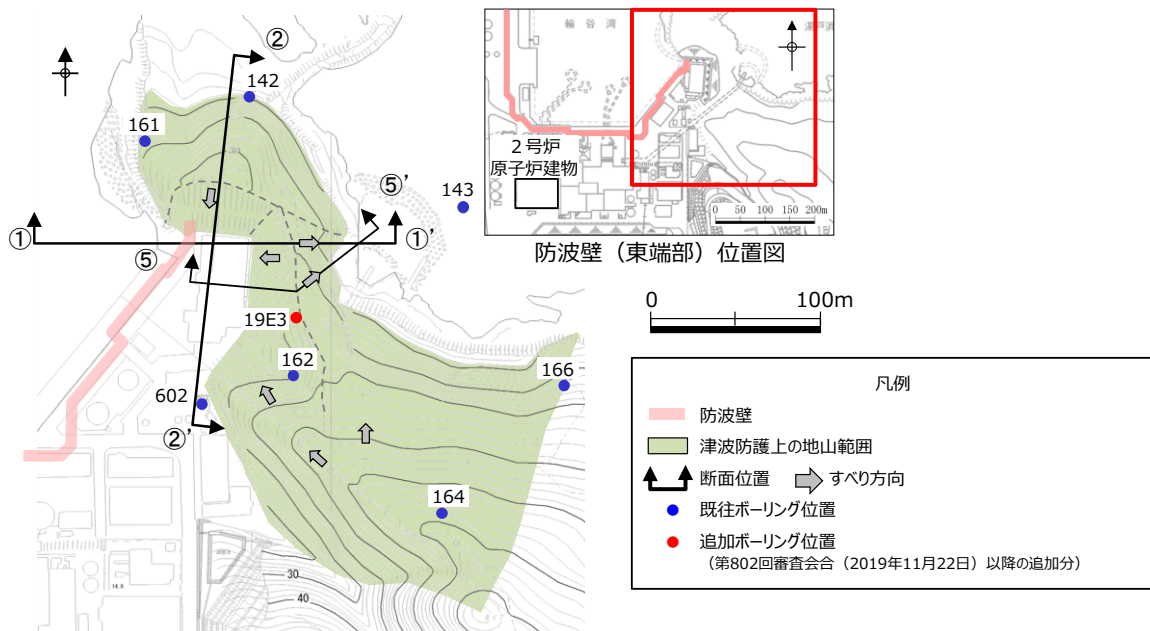 ②
142
161
⑤'
143
①
①'
⑤
19E3
162
166
602
②'
164
30
40
輪谷湾
2号炉
原子炉建物
0 50 100 150 200m
防波壁（東端部）位置図
0 100m
凡例
防波壁
津波防護上の地山範囲
断面位置 すべり方向
既往ボーリング位置
追加ボーリング位置
（第802回審査会合（2019年11月22日）以降の追加分）